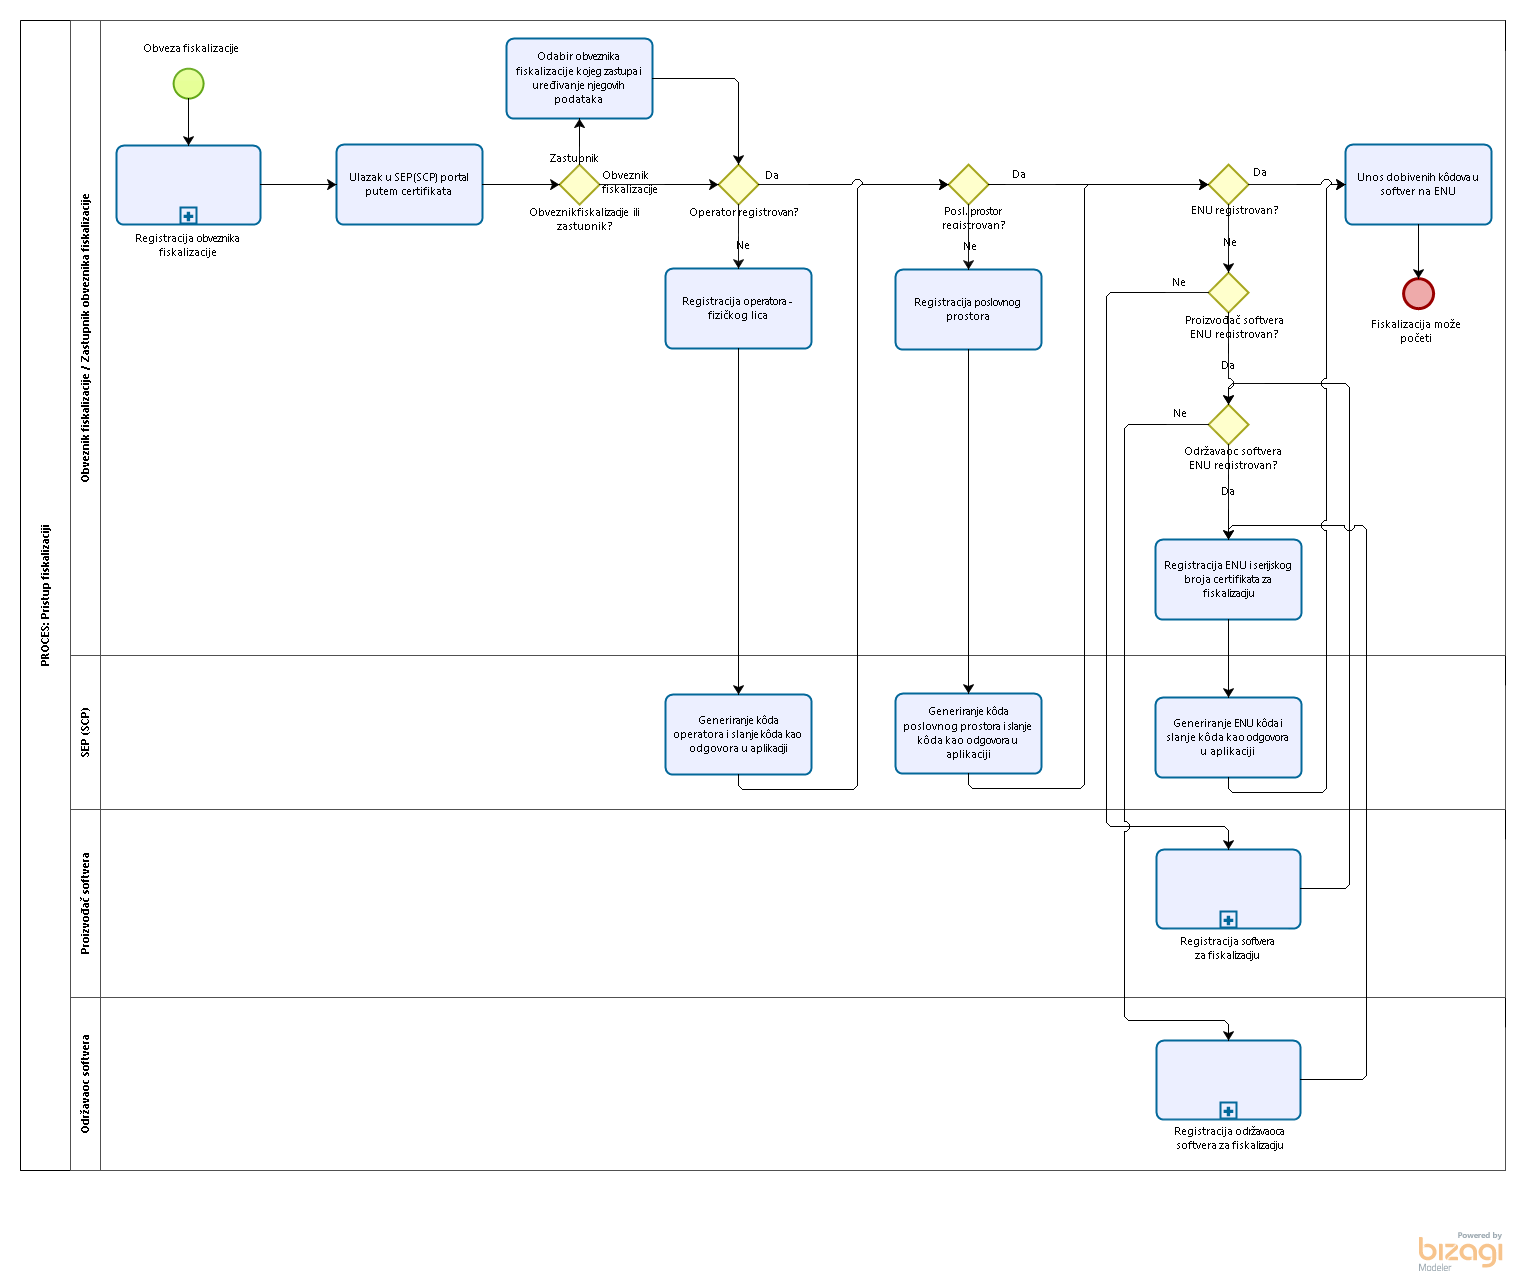 PROCES: Pristup fiskalizaciji
Obveznik fiskalizacije / Zastupnik obveznika fiskalizacije
Obveza fiskalizacije
Registracija obveznika
fiskalizacije
Ulazak u SEP(SCP) portal
putem certifikata
Odabir obveznika
fiskalizacije kojeg zastupa i
uređivanje njegovih
podataka
Zastupnik
Obveznik
fiskalizacije
Obveznik fiskalizacije ili
zastupnik?
Da
Operator registrovan?
Ne
Registracija operatora -
fizičkog lica
Da
Posl. prostor
registrovan?
Ne
Registracija poslovnog
prostora
Da
ENU registrovan?
Ne
Unos dobivenih kôdova u
softver na ENU
Fiskalizacija može
početi
Ne
Proizvođač softvera
ENU registrovan?
Da
Ne
Održavaoc softvera
ENU registrovan?
Da
Registracija ENU i serijskog
broja certifikata za
fiskalizaciju
SEP (SCP)
Generiranje kôda
operatora i slanje kôda kao
odgovora u aplikaciji
Generiranje kôda
poslovnog prostora i slanje
kôda kao odgovora u
aplikaciji
Generiranje ENU kôda i
slanje kôda kao odgovora
u aplikaciji
Proizvođač softvera
Registracija softvera
za fiskalizaciju
Održavaoc softvera
Registracija održavaoca
softvera za fiskalizaciju
Powered by
bizagi
Modeler